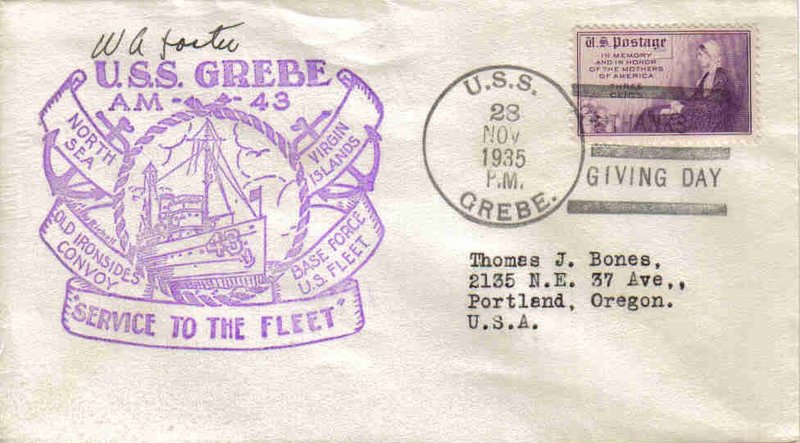 W A Foster
U.S.S. GREBE
AM - 43
NORTH SEA
VIRGIN ISLANDS
OLD IRONSIDES CONVOY
BASE FORCE U.S. FLEET
43
"SERVICE TO THE FLEET"
U.S. Postage
IN MEMORY
AND IN HONOR
OF THE MOTHERS
OF AMERICA
THREE
CENTS
U.S.S.
28
NOV
1935
P.M.
GREBE.
THANKS
GIVING DAY
Thomas J. Bones,
2135 N.E. 37 Ave,,
Portland, Oregon.
U.S.A.